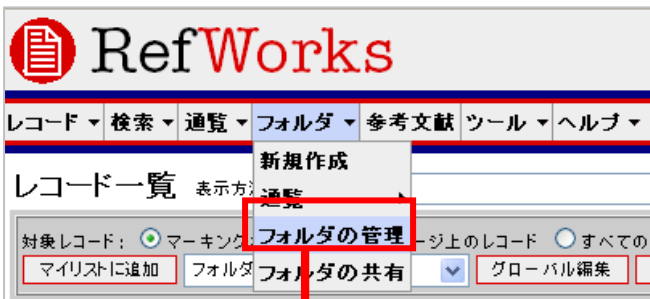 RefWorks
レコード ▼ 検索 ▼ 通覧 ▼ フォルダ ▼ 参考文献 ツール ▼ ヘルプ ▼
新規作成
レコード一覧 表示方
通覧
フォルダの管理
対象レコード: マーキング ージ上のレコード すべての
マイリストに追加 フォルダ フォルダの共有 グローバル編集